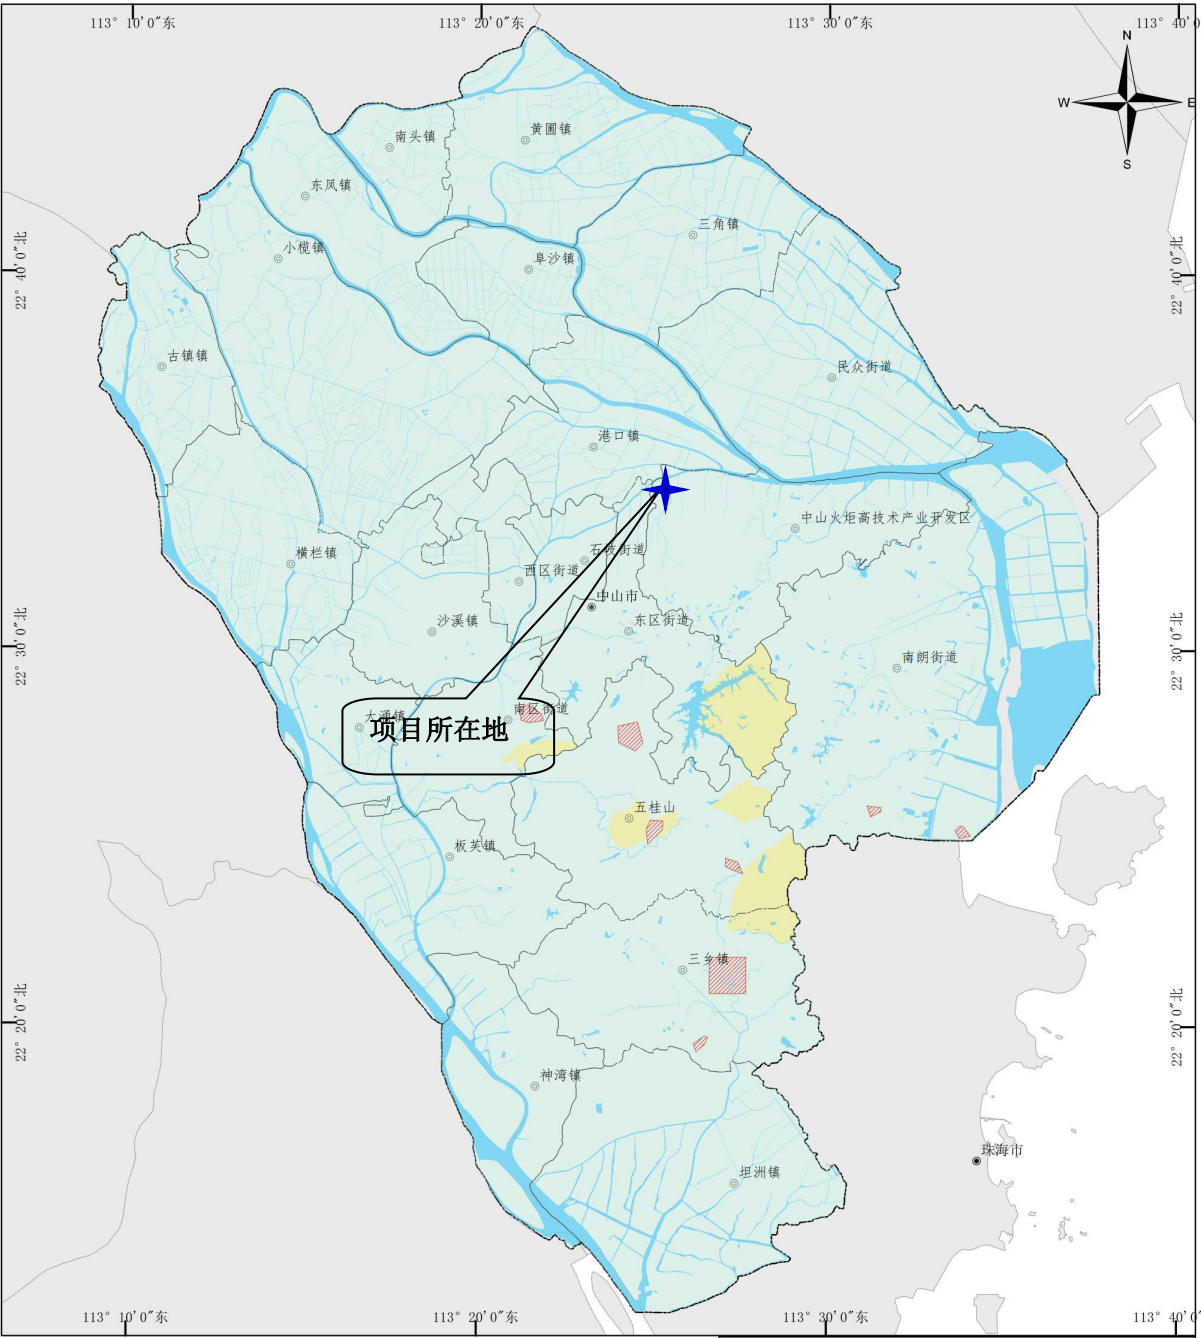 113° 10'0"东
113° 20'0"东
113° 30'0"东
113° 40'0
N
W
E
S
南头镇
黄圃镇
东凤镇
三角镇
小榄镇
阜沙镇
22° 40'0"北
22° 40'0"北
古镇镇
民众街道
港口镇
中山火炬高技术产业开发区
横栏镇
石岐街道
西区街道
中山市
沙溪镇
东区街道
22° 30'0"北
22° 30'0"北
南朗街道
大涌镇
南区街道
项目所在地
五桂山
板芙镇
三乡镇
22° 20'0"北
22° 20'0"北
神湾镇
珠海市
坦洲镇
113° 10'0"东
113° 20'0"东
113° 30'0"东
113° 40'0